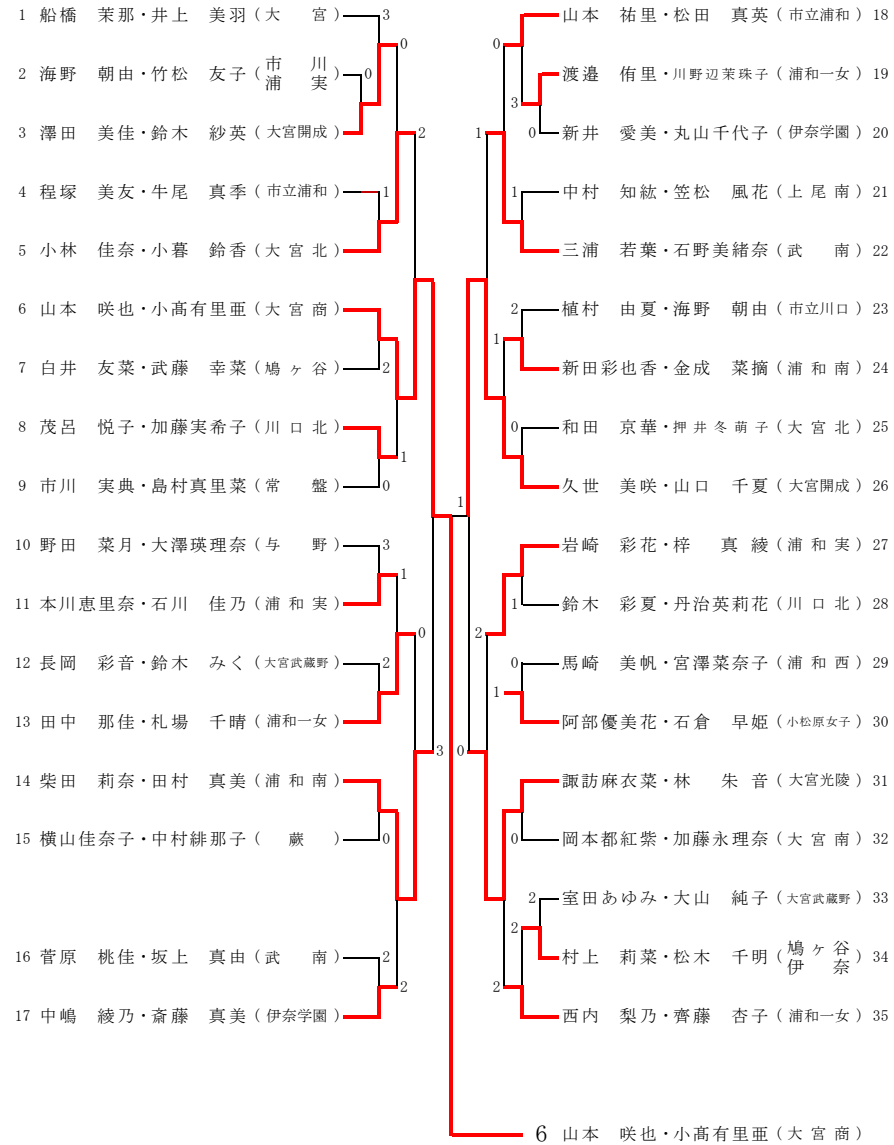 1 船橋 茉那・井上 美羽 (大 宮) 3
0
2 海野 朝由・竹松 友子 (市 川 浦 実) 0
3 澤田 美佳・鈴木 紗英 (大宮開成) 2
4 程塚 美友・牛尾 真季 (市立浦和) 1
5 小林 佳奈・小暮 鈴香 (大 宮 北)
6 山本 咲也・小髙有里亜 (大 宮 商)
7 白井 友菜・武藤 幸菜 (鳩 ヶ 谷) 2
8 茂呂 悦子・加藤実希子 (川 口 北)
1
9 市川 実典・島村真里菜 (常 盤) 0
10 野田 菜月・大澤瑛理奈 (与 野) 3
1
11 本川恵里奈・石川 佳乃 (浦 和 実)
0
12 長岡 彩音・鈴木 みく (大宮武蔵野) 2
13 田中 那佳・札場 千晴 (浦和一女)
3
14 柴田 莉奈・田村 真美 (浦 和 南)
15 横山佳奈子・中村緋那子 (蕨) 0
16 菅原 桃佳・坂上 真由 (武 南) 2
2
17 中嶋 綾乃・斎藤 真美 (伊奈学園)
1
0 山本 祐里・松田 真英 (市立浦和) 18
渡邉 侑里・川野辺茉珠子 (浦和一女) 19
3
1 0 新井 愛美・丸山千代子 (伊奈学園) 20
1 中村 知紘・笠松 風花 (上 尾 南) 21
三浦 若葉・石野美緒奈 (武 南) 22
2 植村 由夏・海野 朝由 (市立川口) 23
1
新田彩也香・金成 菜摘 (浦 和 南) 24
0 和田 京華・押井冬萌子 (大 宮 北) 25
久世 美咲・山口 千夏 (大宮開成) 26
岩崎 彩花・梓 真 綾 (浦 和 実) 27
1 鈴木 彩夏・丹治英莉花 (川 口 北) 28
2
0 馬崎 美帆・宮澤菜奈子 (浦 和 西) 29
1
阿部優美花・石倉 早姫 (小松原女子) 30
0
諏訪麻衣菜・林 朱 音 (大宮光陵) 31
0 岡本都紅紫・加藤永理奈 (大 宮 南) 32
2 室田あゆみ・大山 純子 (大宮武蔵野) 33
2
村上 莉菜・松木 千明 (鳩 ヶ 谷 伊 奈) 34
2
西内 梨乃・齊藤 杏子 (浦和一女) 35
6 山本 咲也・小髙有里亜 (大 宮 商)